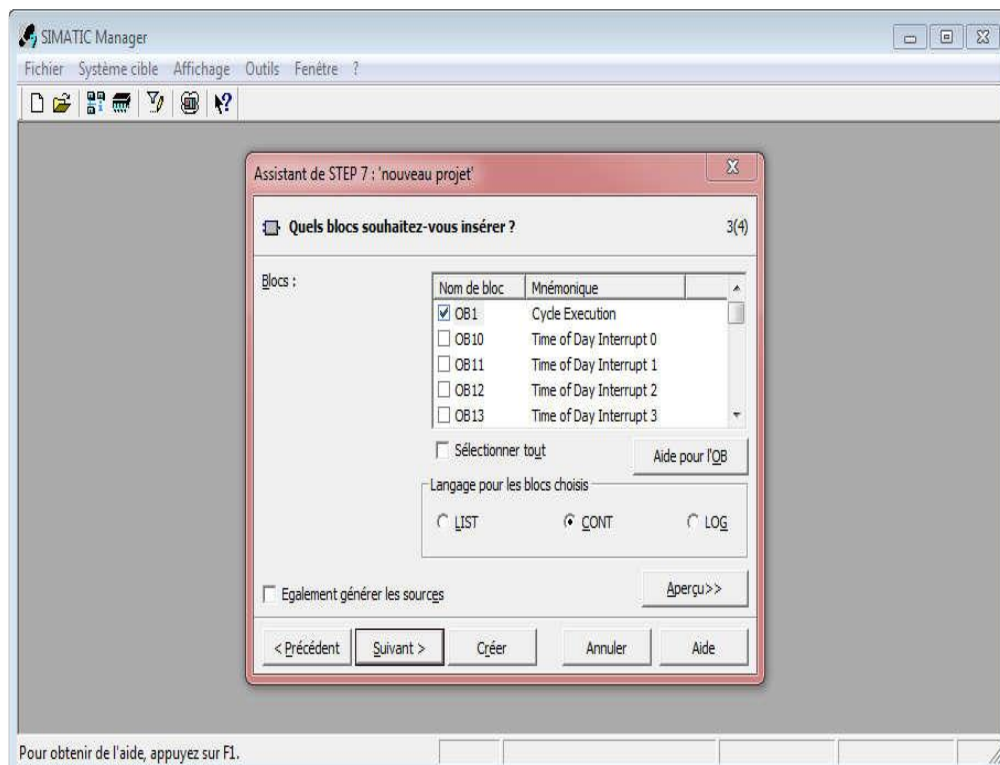 SIMATIC Manager
Fichier Système cible Affichage Outils Fenêtre ?
Assistant de STEP 7 : 'nouveau projet'
Quels blocs souhaitez-vous insérer ? 3(4)
Blocs :
Nom de bloc Mnémonique
OB1 Cycle Execution
OB10 Time of Day Interrupt 0
OB11 Time of Day Interrupt 1
OB12 Time of Day Interrupt 2
OB13 Time of Day Interrupt 3
Sélectionner tout
Aide pour l'OB
Langage pour les blocs choisis
LIST CONT LOG
Egalement générer les sources
Aperçu>>
< Précédent Suivant > Créer Annuler Aide
Pour obtenir de l'aide, appuyez sur F1.